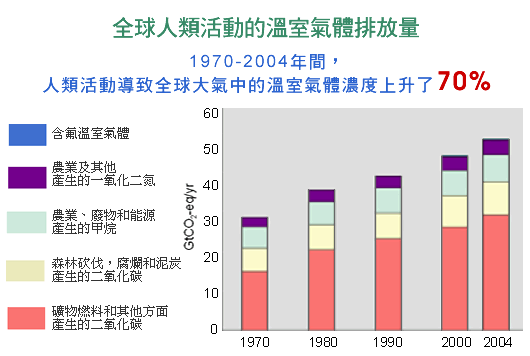 全球人類活動的溫室氣體排放量
1970-2004年間，
人類活動導致全球大氣中的溫室氣體濃度上升了70%
含氟溫室氣體
農業及其他
產生的一氧化二氮
農業、廢物和能源
產生的甲烷
森林砍伐，腐爛和泥炭
產生的二氧化碳
礦物燃料和其他方面
產生的二氧化碳
GtCO₂-eq/yr
60
50
40
30
20
10
0
1970 1980 1990 2000 2004